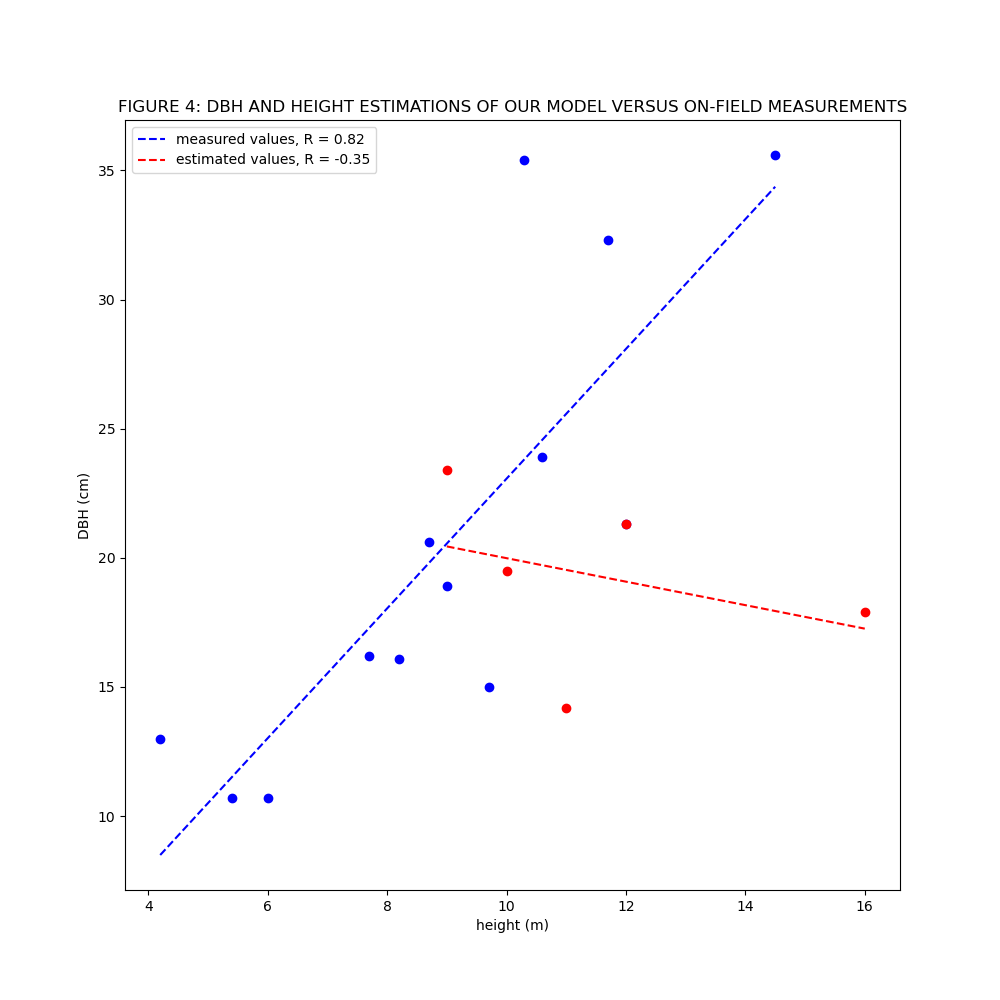 FIGURE 4: DBH AND HEIGHT ESTIMATIONS OF OUR MODEL VERSUS ON-FIELD MEASUREMENTS
measured values, R = 0.82
estimated values, R = -0.35
35
30
25
20
15
10
DBH (cm)
4 6 8 10 12 14 16
height (m)